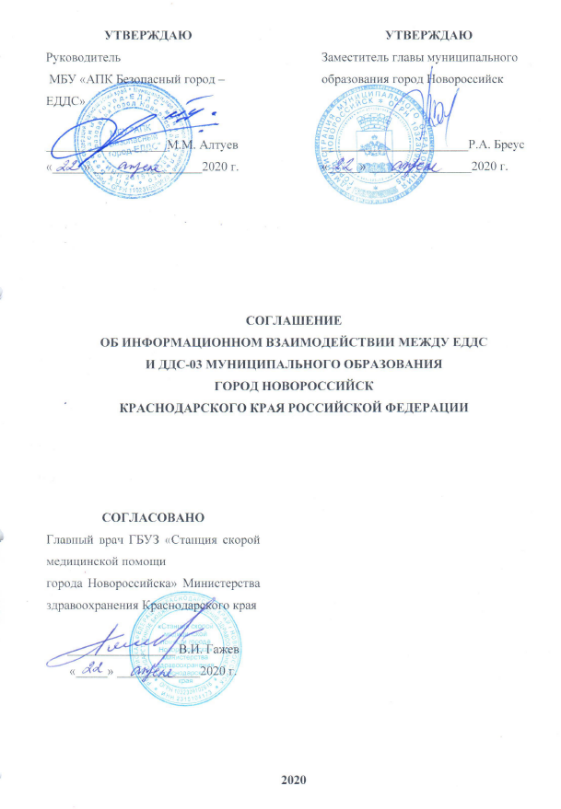 УТВЕРЖДАЮ
Руководитель
МБУ «АПК Безопасный город –
ЕДДС»
М.М. Алтуев
« 22 » апреля 2020 г.
УТВЕРЖДАЮ
Заместитель главы муниципального
образования город Новороссийск
Р.А. Бреус
« 22 » апреля 2020 г.
СОГЛАШЕНИЕ
ОБ ИНФОРМАЦИОННОМ ВЗАИМОДЕЙСТВИИ МЕЖДУ ЕДДС
И ДДС-03 МУНИЦИПАЛЬНОГО ОБРАЗОВАНИЯ
ГОРОД НОВОРОССИЙСК
КРАСНОДАРСКОГО КРАЯ РОССИЙСКОЙ ФЕДЕРАЦИИ
СОГЛАСОВАНО
Главный врач ГБУЗ «Станция скорой
медицинской помощи
города Новороссийска» Министерства
здравоохранения Краснодарского края
В.И. Гажев
« 22 » апреля 2020 г.
2020